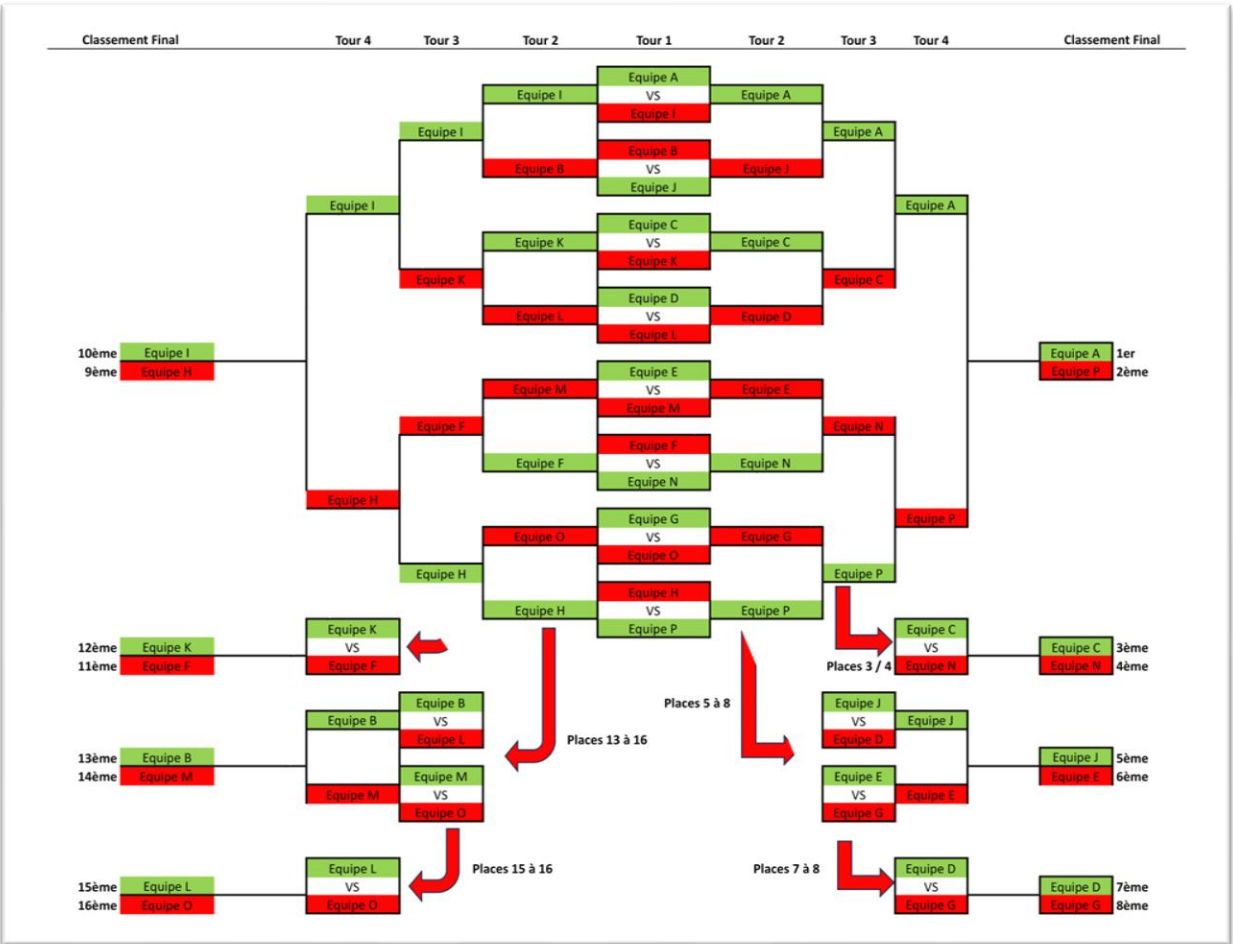 Classement Final Tour 4 Tour 3 Tour 2 Tour 1 Tour 2 Tour 3 Tour 4 Classement Final
Equipe A
Equipe I VS Equipe A
Equipe I
Equipe I Equipe A
Equipe B
Equipe B VS Equipe J
Equipe J
Equipe I Equipe A
Equipe C
Equipe K VS Equipe C
Equipe K
Equipe K Equipe C
Equipe D
Equipe L VS Equipe D
Equipe L
10ème Equipe I Equipe A 1er
9ème Equipe H Equipe P 2ème
Equipe E
Equipe M VS Equipe E
Equipe M
Equipe F Equipe N
Equipe F
Equipe F VS Equipe N
Equipe N
Equipe H Equipe P
Equipe G
Equipe O VS Equipe G
Equipe O
Equipe H Equipe P
Equipe H
Equipe H VS Equipe P
Equipe P
Equipe K Equipe C
12ème Equipe K VS VS Equipe C 3ème
11ème Equipe F Equipe F Places 3 / 4 Equipe N Equipe N 4ème
Equipe B Places 5 à 8 Equipe J
Equipe B VS VS Equipe J
Equipe L Places 13 à 16 Equipe D
13ème Equipe B Equipe J 5ème
14ème Equipe M Equipe M Equipe E Equipe E 6ème
Equipe M VS VS Equipe E
Equipe O Equipe G
Equipe L Places 15 à 16 Places 7 à 8 Equipe D
15ème Equipe L VS VS Equipe D 7ème
16ème Equipe O Equipe O Equipe G Equipe G 8ème